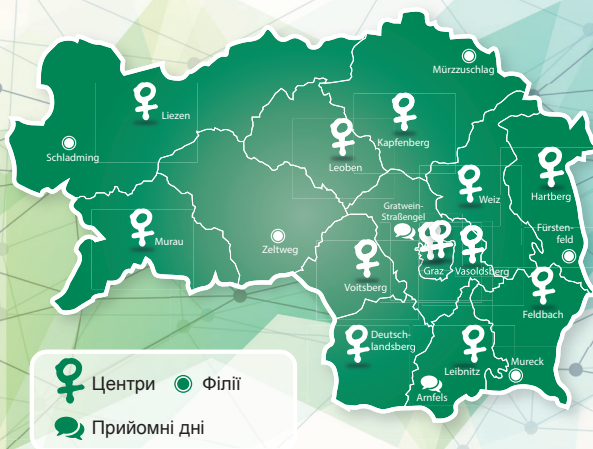 Mürzzuschlag
Liezen
Kapfenberg
Schladming
Leoben
Hartberg
Weiz
Gratwein-
Straßengel
Fürsten-
feld
Murau
Zeltweg
Graz
Vasoldsberg
Voitsberg
Feldbach
Deutsch-
landsberg
Mureck
Leibnitz
Arnfels
Центри
Філії
Прийомні дні